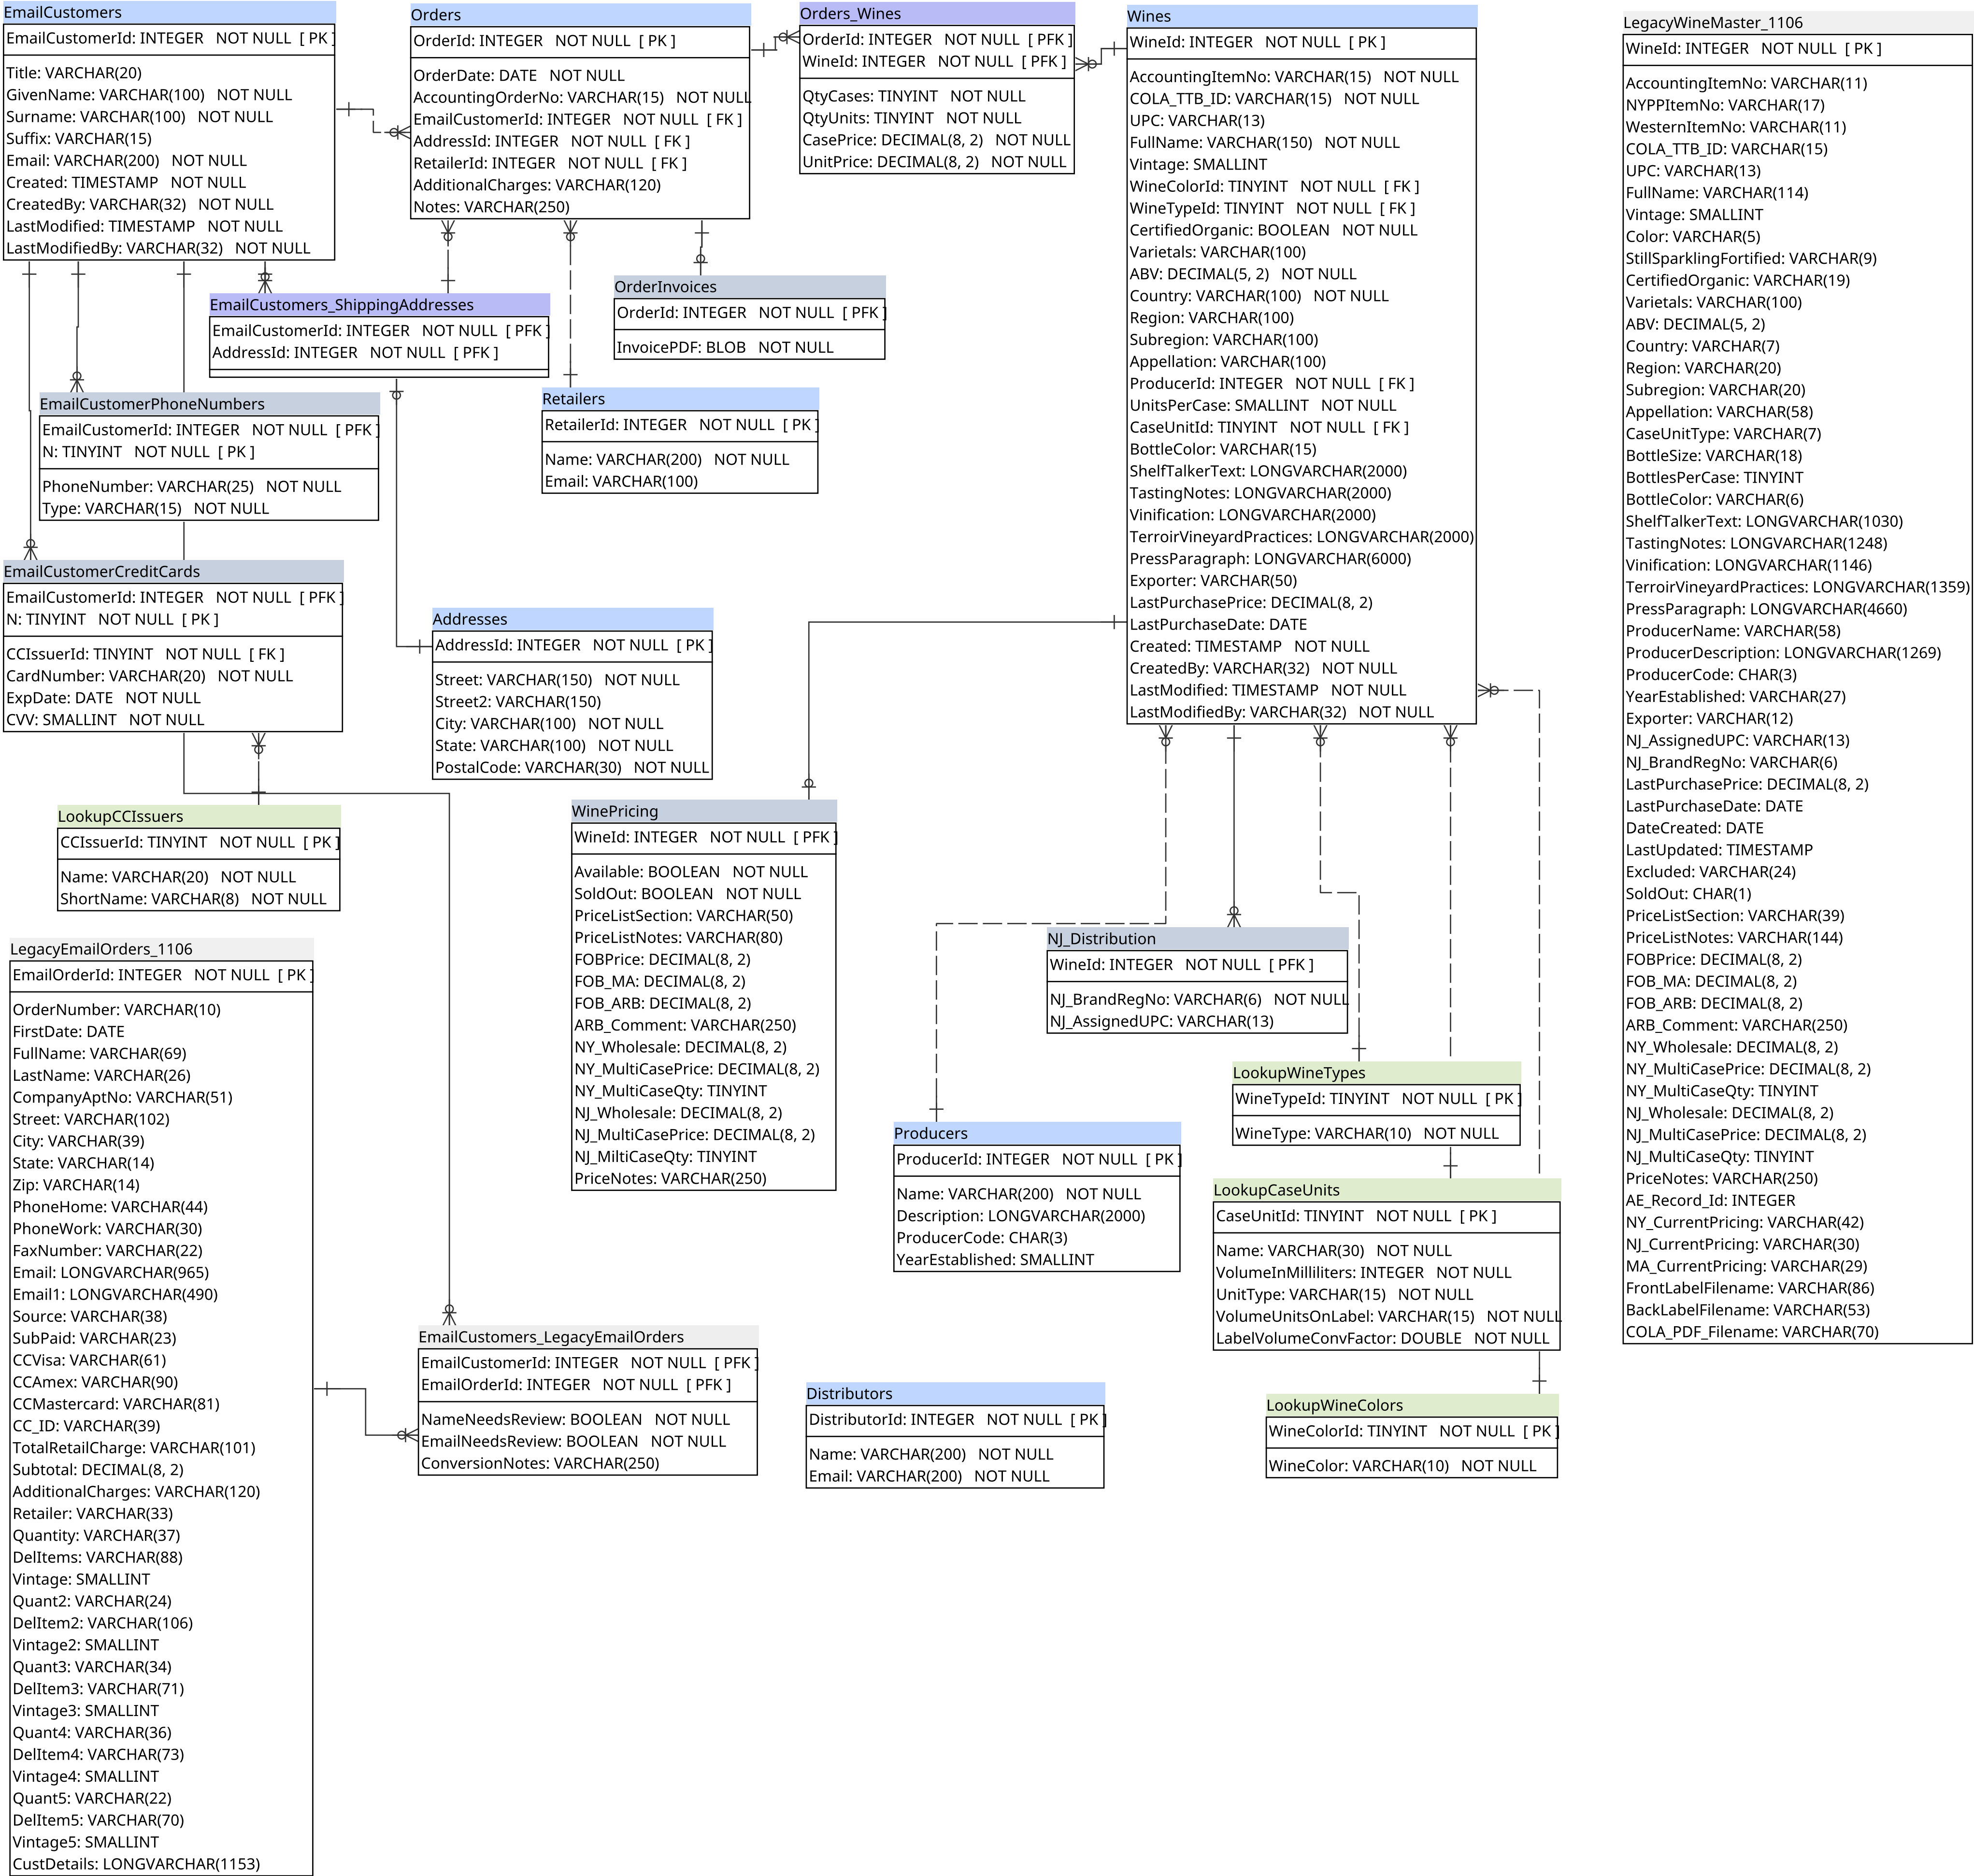 EmailCustomers
EmailCustomerId: INTEGER NOT NULL [ PK ]
Title: VARCHAR(20)
GivenName: VARCHAR(100) NOT NULL
Surname: VARCHAR(100) NOT NULL
Suffix: VARCHAR(15)
Email: VARCHAR(200) NOT NULL
Created: TIMESTAMP NOT NULL
CreatedBy: VARCHAR(32) NOT NULL
LastModified: TIMESTAMP NOT NULL
LastModifiedBy: VARCHAR(32) NOT NULL
Orders
OrderId: INTEGER NOT NULL [ PK ]
OrderDate: DATE NOT NULL
AccountingOrderNo: VARCHAR(15) NOT NULL
EmailCustomerId: INTEGER NOT NULL [ FK ]
AddressId: INTEGER NOT NULL [ FK ]
RetailerId: INTEGER NOT NULL [ FK ]
AdditionalCharges: VARCHAR(120)
Notes: VARCHAR(250)
Orders_Wines
OrderId: INTEGER NOT NULL [ PFK ]
WineId: INTEGER NOT NULL [ PFK ]
QtyCases: TINYINT NOT NULL
QtyUnits: TINYINT NOT NULL
CasePrice: DECIMAL(8, 2) NOT NULL
UnitPrice: DECIMAL(8, 2) NOT NULL
Wines
WineId: INTEGER NOT NULL [ PK ]
AccountingItemNo: VARCHAR(15) NOT NULL
COLA_TTB_ID: VARCHAR(15) NOT NULL
UPC: VARCHAR(13)
FullName: VARCHAR(150) NOT NULL
Vintage: SMALLINT
WineColorId: TINYINT NOT NULL [ FK ]
WineTypeId: TINYINT NOT NULL [ FK ]
CertifiedOrganic: BOOLEAN NOT NULL
Varietals: VARCHAR(100)
ABV: DECIMAL(5, 2) NOT NULL
Country: VARCHAR(100) NOT NULL
Region: VARCHAR(100)
Subregion: VARCHAR(100)
Appellation: VARCHAR(100)
ProducerId: INTEGER NOT NULL [ FK ]
UnitsPerCase: SMALLINT NOT NULL
CaseUnitId: TINYINT NOT NULL [ FK ]
BottleColor: VARCHAR(15)
ShelfTalkerText: LONGVARCHAR(2000)
TastingNotes: LONGVARCHAR(2000)
Vinification: LONGVARCHAR(2000)
TerroirVineyardPractices: LONGVARCHAR(2000)
PressParagraph: LONGVARCHAR(6000)
Exporter: VARCHAR(50)
LastPurchasePrice: DECIMAL(8, 2)
LastPurchaseDate: DATE
Created: TIMESTAMP NOT NULL
CreatedBy: VARCHAR(32) NOT NULL
LastModified: TIMESTAMP NOT NULL
LastModifiedBy: VARCHAR(32) NOT NULL
LegacyWineMaster_1106
WineId: INTEGER NOT NULL [ PK ]
AccountingItemNo: VARCHAR(11)
NYPPItemNo: VARCHAR(17)
WesternItemNo: VARCHAR(11)
COLA_TTB_ID: VARCHAR(15)
UPC: VARCHAR(13)
FullName: VARCHAR(114)
Vintage: SMALLINT
Color: VARCHAR(5)
StillSparklingFortified: VARCHAR(9)
CertifiedOrganic: VARCHAR(19)
Varietals: VARCHAR(100)
ABV: DECIMAL(5, 2)
Country: VARCHAR(7)
Region: VARCHAR(20)
Subregion: VARCHAR(20)
Appellation: VARCHAR(58)
CaseUnitType: VARCHAR(7)
BottleSize: VARCHAR(18)
BottlesPerCase: TINYINT
BottleColor: VARCHAR(6)
ShelfTalkerText: LONGVARCHAR(1030)
TastingNotes: LONGVARCHAR(1248)
Vinification: LONGVARCHAR(1146)
TerroirVineyardPractices: LONGVARCHAR(1359)
PressParagraph: LONGVARCHAR(4660)
ProducerName: VARCHAR(58)
ProducerDescription: LONGVARCHAR(1269)
ProducerCode: CHAR(3)
YearEstablished: VARCHAR(27)
Exporter: VARCHAR(12)
NJ_AssignedUPC: VARCHAR(13)
NJ_BrandRegNo: VARCHAR(6)
LastPurchasePrice: DECIMAL(8, 2)
LastPurchaseDate: DATE
DateCreated: DATE
LastUpdated: TIMESTAMP
Excluded: VARCHAR(24)
SoldOut: CHAR(1)
PriceListSection: VARCHAR(39)
PriceListNotes: VARCHAR(144)
FOBPrice: DECIMAL(8, 2)
FOB_MA: DECIMAL(8, 2)
FOB_ARB: DECIMAL(8, 2)
ARB_Comment: VARCHAR(250)
NY_Wholesale: DECIMAL(8, 2)
NY_MultiCasePrice: DECIMAL(8, 2)
NY_MultiCaseQty: TINYINT
NJ_Wholesale: DECIMAL(8, 2)
NJ_MultiCasePrice: DECIMAL(8, 2)
NJ_MultiCaseQty: TINYINT
PriceNotes: VARCHAR(250)
AE_Record_Id: INTEGER
NY_CurrentPricing: VARCHAR(42)
NJ_CurrentPricing: VARCHAR(30)
MA_CurrentPricing: VARCHAR(29)
FrontLabelFilename: VARCHAR(86)
BackLabelFilename: VARCHAR(53)
COLA_PDF_Filename: VARCHAR(70)
EmailCustomers_ShippingAddresses
EmailCustomerId: INTEGER NOT NULL [ PFK ]
AddressId: INTEGER NOT NULL [ PFK ]
OrderInvoices
OrderId: INTEGER NOT NULL [ PFK ]
InvoicePDF: BLOB NOT NULL
EmailCustomerPhoneNumbers
EmailCustomerId: INTEGER NOT NULL [ PFK ]
N: TINYINT NOT NULL [ PK ]
PhoneNumber: VARCHAR(25) NOT NULL
Type: VARCHAR(15) NOT NULL
Retailers
RetailerId: INTEGER NOT NULL [ PK ]
Name: VARCHAR(200) NOT NULL
Email: VARCHAR(100)
EmailCustomerCreditCards
EmailCustomerId: INTEGER NOT NULL [ PFK ]
N: TINYINT NOT NULL [ PK ]
CCIssuerId: TINYINT NOT NULL [ FK ]
CardNumber: VARCHAR(20) NOT NULL
ExpDate: DATE NOT NULL
CVV: SMALLINT NOT NULL
Addresses
AddressId: INTEGER NOT NULL [ PK ]
Street: VARCHAR(150) NOT NULL
Street2: VARCHAR(150)
City: VARCHAR(100) NOT NULL
State: VARCHAR(100) NOT NULL
PostalCode: VARCHAR(30) NOT NULL
LookupCCIssuers
CCIssuerId: TINYINT NOT NULL [ PK ]
Name: VARCHAR(20) NOT NULL
ShortName: VARCHAR(8) NOT NULL
WinePricing
WineId: INTEGER NOT NULL [ PFK ]
Available: BOOLEAN NOT NULL
SoldOut: BOOLEAN NOT NULL
PriceListSection: VARCHAR(50)
PriceListNotes: VARCHAR(80)
FOBPrice: DECIMAL(8, 2)
FOB_MA: DECIMAL(8, 2)
FOB_ARB: DECIMAL(8, 2)
ARB_Comment: VARCHAR(250)
NY_Wholesale: DECIMAL(8, 2)
NY_MultiCasePrice: DECIMAL(8, 2)
NY_MultiCaseQty: TINYINT
NJ_Wholesale: DECIMAL(8, 2)
NJ_MultiCasePrice: DECIMAL(8, 2)
NJ_MiltiCaseQty: TINYINT
PriceNotes: VARCHAR(250)
NJ_Distribution
WineId: INTEGER NOT NULL [ PFK ]
NJ_BrandRegNo: VARCHAR(6) NOT NULL
NJ_AssignedUPC: VARCHAR(13)
LookupWineTypes
WineTypeId: TINYINT NOT NULL [ PK ]
WineType: VARCHAR(10) NOT NULL
Producers
ProducerId: INTEGER NOT NULL [ PK ]
Name: VARCHAR(200) NOT NULL
Description: LONGVARCHAR(2000)
ProducerCode: CHAR(3)
YearEstablished: SMALLINT
LookupCaseUnits
CaseUnitId: TINYINT NOT NULL [ PK ]
Name: VARCHAR(30) NOT NULL
VolumeInMilliliters: INTEGER NOT NULL
UnitType: VARCHAR(15) NOT NULL
VolumeUnitsOnLabel: VARCHAR(15) NOT NULL
LabelVolumeConvFactor: DOUBLE NOT NULL
LegacyEmailOrders_1106
EmailOrderId: INTEGER NOT NULL [ PK ]
OrderNumber: VARCHAR(10)
FirstDate: DATE
FullName: VARCHAR(69)
LastName: VARCHAR(26)
CompanyAptNo: VARCHAR(51)
Street: VARCHAR(102)
City: VARCHAR(39)
State: VARCHAR(14)
Zip: VARCHAR(14)
PhoneHome: VARCHAR(44)
PhoneWork: VARCHAR(30)
FaxNumber: VARCHAR(22)
Email: LONGVARCHAR(965)
Email1: LONGVARCHAR(490)
Source: VARCHAR(38)
SubPaid: VARCHAR(23)
CCVisa: VARCHAR(61)
CCAmex: VARCHAR(90)
CCMastercard: VARCHAR(81)
CC_ID: VARCHAR(39)
TotalRetailCharge: VARCHAR(101)
Subtotal: DECIMAL(8, 2)
AdditionalCharges: VARCHAR(120)
Retailer: VARCHAR(33)
Quantity: VARCHAR(37)
DelItems: VARCHAR(88)
Vintage: SMALLINT
Quant2: VARCHAR(24)
DelItem2: VARCHAR(106)
Vintage2: SMALLINT
Quant3: VARCHAR(34)
DelItem3: VARCHAR(71)
Vintage3: SMALLINT
Quant4: VARCHAR(36)
DelItem4: VARCHAR(73)
Vintage4: SMALLINT
Quant5: VARCHAR(22)
DelItem5: VARCHAR(70)
Vintage5: SMALLINT
CustDetails: LONGVARCHAR(1153)
EmailCustomers_LegacyEmailOrders
EmailCustomerId: INTEGER NOT NULL [ PFK ]
EmailOrderId: INTEGER NOT NULL [ PFK ]
NameNeedsReview: BOOLEAN NOT NULL
EmailNeedsReview: BOOLEAN NOT NULL
ConversionNotes: VARCHAR(250)
Distributors
DistributorId: INTEGER NOT NULL [ PK ]
Name: VARCHAR(200) NOT NULL
Email: VARCHAR(200) NOT NULL
LookupWineColors
WineColorId: TINYINT NOT NULL [ PK ]
WineColor: VARCHAR(10) NOT NULL